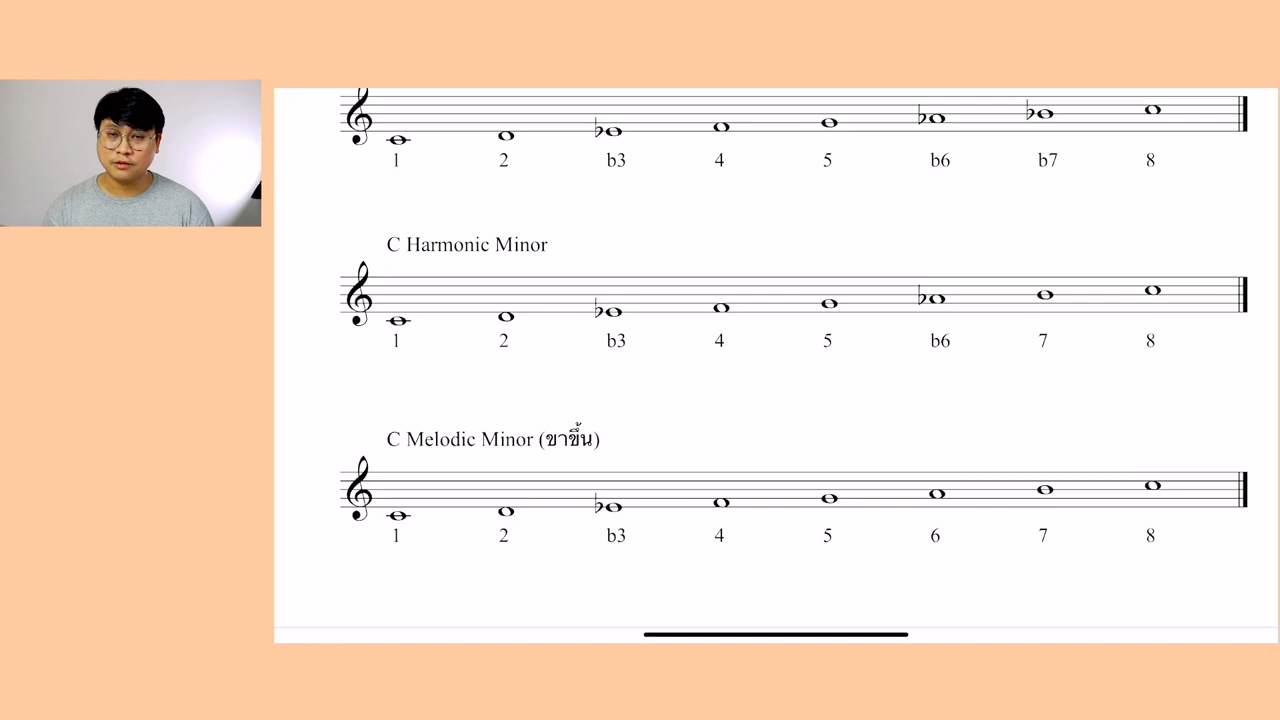 1 2 b3 4 5 b6 b7 8
C Harmonic Minor
1 2 b3 4 5 b6 7 8
C Melodic Minor (ขาขึ้น)
1 2 b3 4 5 6 7 8